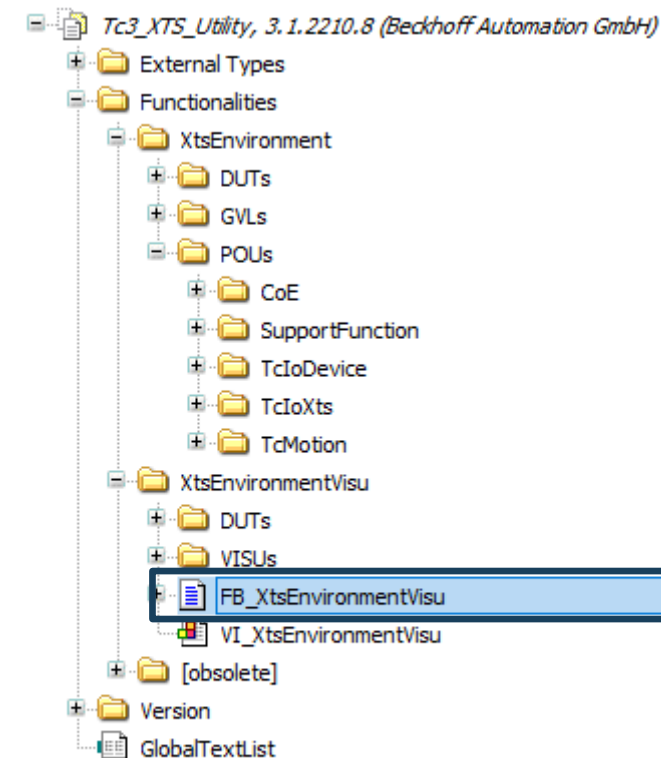 Tc3_XTS_Utility, 3.1.2210.8 (Beckhoff Automation GmbH)
External Types
Functionalities
XtsEnvironment
DUTs
GVLs
POUs
CoE
SupportFunction
TcIoDevice
TcIoXts
TcMotion
XtsEnvironmentVisu
DUTs
VISUs
FB_XtsEnvironmentVisu
VI_XtsEnvironmentVisu
[obsolete]
Version
GlobalTextList